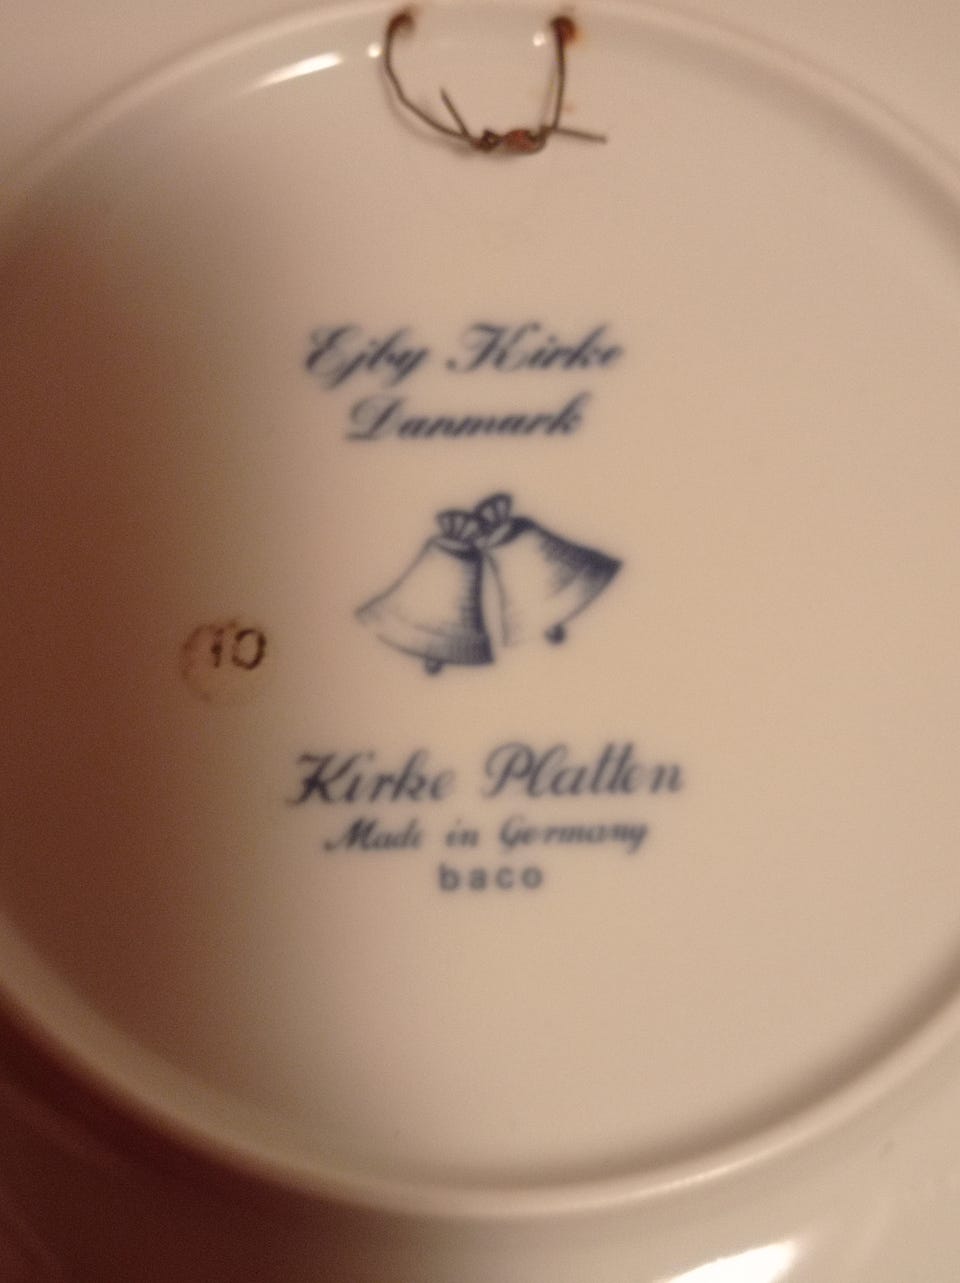 Ejby Kirke
Danmark
10
Kirke Platten
Made in Germany
baco